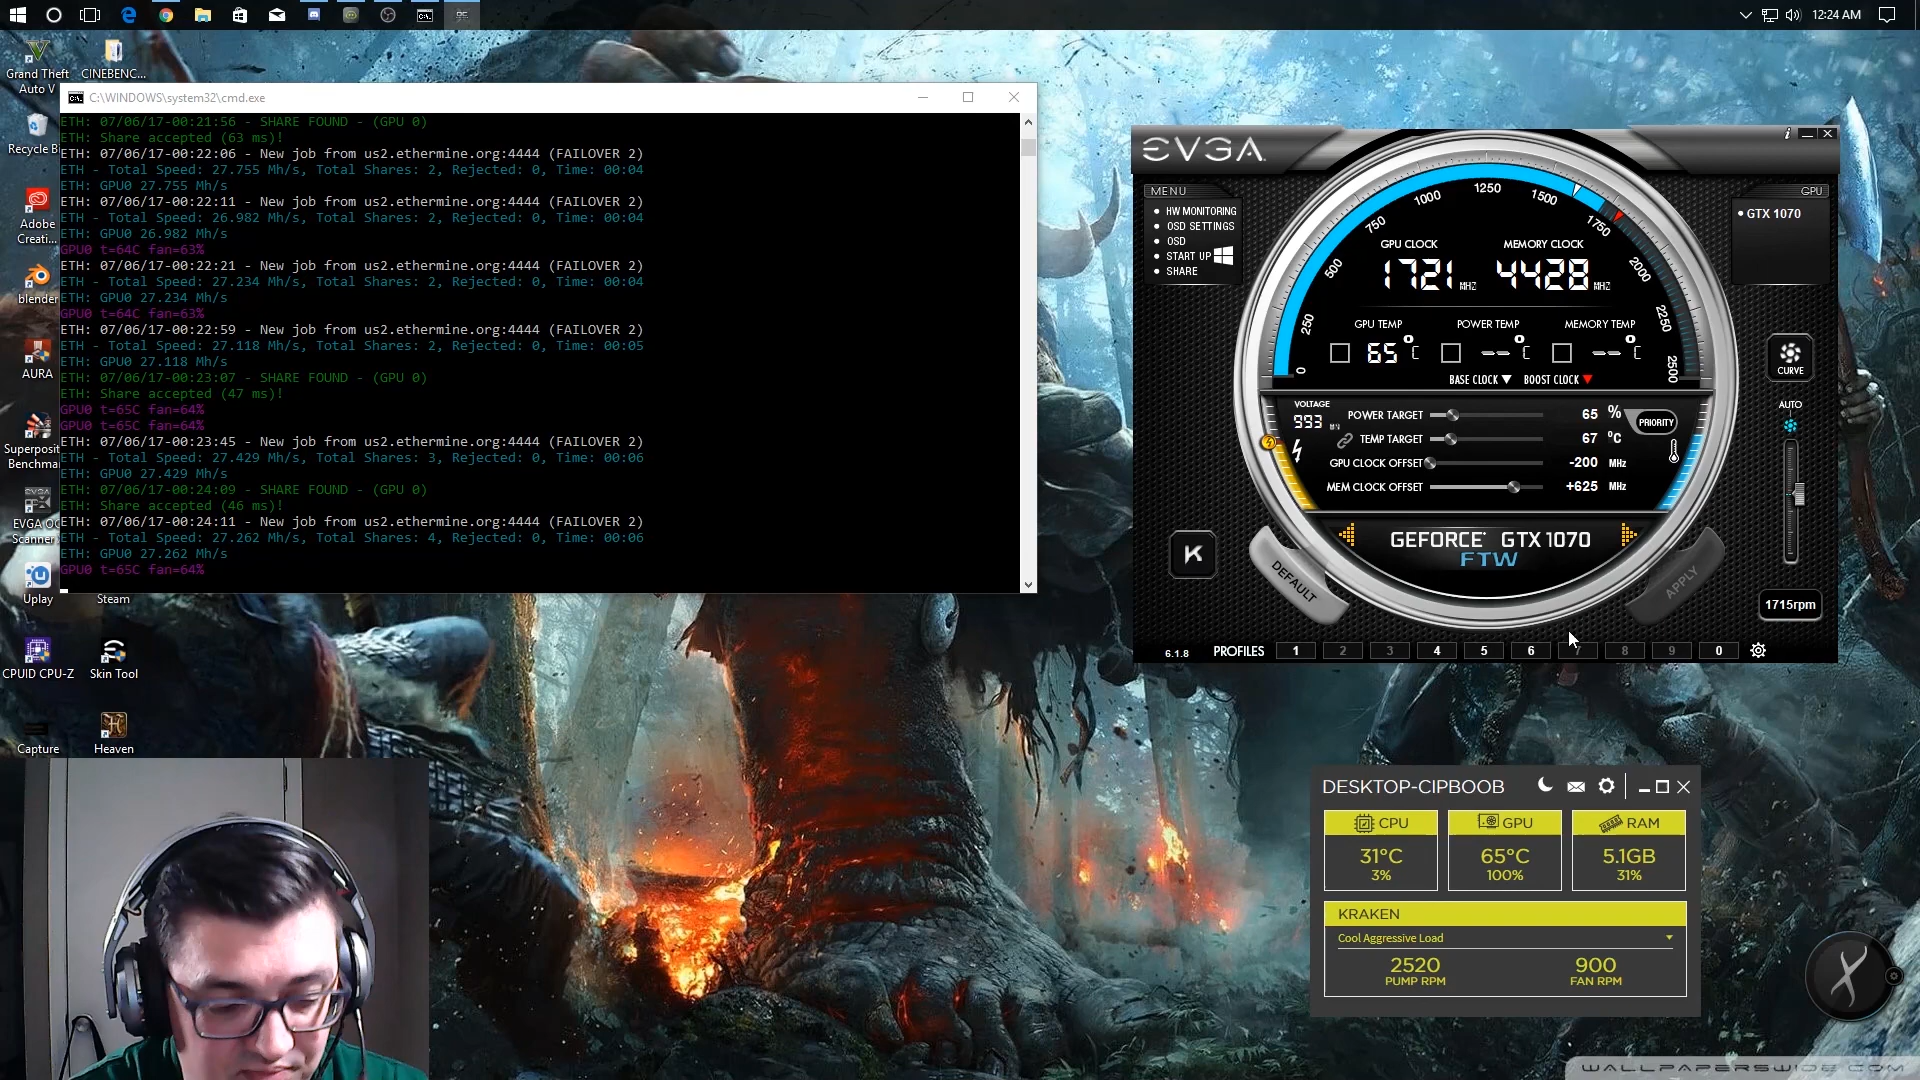 12:24 AM
Grand Theft
Auto V
CINEBENC...
Recycle Bi
Adobe
Creati...
blender
AURA
Superposit
Benchma
EVGA OC
Scanner
Uplay
Steam
CPUID CPU-Z
Skin Tool
Capture
Heaven
C:\WINDOWS\system32\cmd.exe
ETH: 07/06/17-00:21:56 - SHARE FOUND - (GPU 0)
ETH: Share accepted (63 ms)!
ETH: 07/06/17-00:22:06 - New job from us2.ethermine.org:4444 (FAILOVER 2)
ETH - Total Speed: 27.755 Mh/s, Total Shares: 2, Rejected: 0, Time: 00:04
ETH: GPU0 27.755 Mh/s
ETH: 07/06/17-00:22:11 - New job from us2.ethermine.org:4444 (FAILOVER 2)
ETH - Total Speed: 26.982 Mh/s, Total Shares: 2, Rejected: 0, Time: 00:04
ETH: GPU0 26.982 Mh/s
GPU0 t=64C fan=63%
ETH: 07/06/17-00:22:21 - New job from us2.ethermine.org:4444 (FAILOVER 2)
ETH - Total Speed: 27.234 Mh/s, Total Shares: 2, Rejected: 0, Time: 00:04
ETH: GPU0 27.234 Mh/s
GPU0 t=64C fan=63%
ETH: 07/06/17-00:22:59 - New job from us2.ethermine.org:4444 (FAILOVER 2)
ETH - Total Speed: 27.118 Mh/s, Total Shares: 2, Rejected: 0, Time: 00:05
ETH: GPU0 27.118 Mh/s
ETH: 07/06/17-00:23:07 - SHARE FOUND - (GPU 0)
ETH: Share accepted (47 ms)!
GPU0 t=65C fan=64%
GPU0 t=65C fan=64%
ETH: 07/06/17-00:23:45 - New job from us2.ethermine.org:4444 (FAILOVER 2)
ETH - Total Speed: 27.429 Mh/s, Total Shares: 3, Rejected: 0, Time: 00:06
ETH: GPU0 27.429 Mh/s
ETH: 07/06/17-00:24:09 - SHARE FOUND - (GPU 0)
ETH: Share accepted (46 ms)!
ETH: 07/06/17-00:24:11 - New job from us2.ethermine.org:4444 (FAILOVER 2)
ETH - Total Speed: 27.262 Mh/s, Total Shares: 4, Rejected: 0, Time: 00:06
ETH: GPU0 27.262 Mh/s
GPU0 t=65C fan=64%
EVGA
MENU
HW MONITORING
OSD SETTINGS
OSD
START UP
SHARE
GPU
GTX 1070
0 250 500 750 1000 1250 1500 1750 2000 2250 2500
GPU CLOCK MEMORY CLOCK
1721 MHZ 4428 MHZ
GPU TEMP POWER TEMP MEMORY TEMP
65 °C -- °C -- °C
BASE CLOCK BOOST CLOCK
VOLTAGE
993
POWER TARGET 65 %
PRIORITY
TEMP TARGET 67 °C
GPU CLOCK OFFSET -200 MHz
MEM CLOCK OFFSET +625 MHz
GEFORCE GTX 1070
FTW
K
DEFAULT
APPLY
CURVE
AUTO
1715rpm
6.1.8 PROFILES 1 2 3 4 5 6 7 8 9 0
DESKTOP-CIPBOOB
CPU GPU RAM
31°C 65°C 5.1GB
3% 100% 31%
KRAKEN
Cool Aggressive Load
2520 900
PUMP RPM FAN RPM
WALLPAPERSWIDE.COM